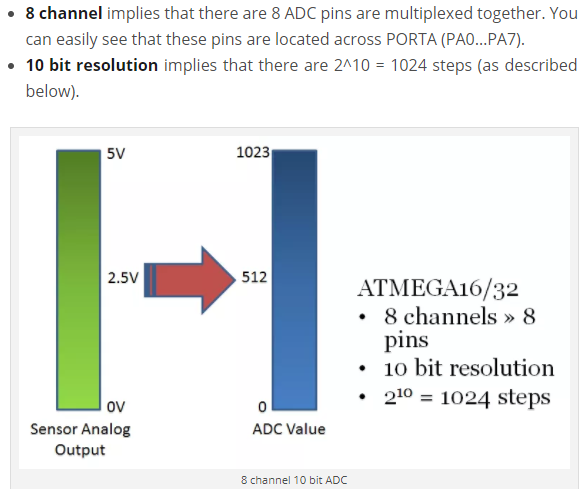 • 8 channel implies that there are 8 ADC pins are multiplexed together. You
can easily see that these pins are located across PORTA (PA0…PA7).
• 10 bit resolution implies that there are 2^10 = 1024 steps (as described
below).
5V
1023
2.5V
512
0V
0
Sensor Analog
Output
ADC Value
ATMEGA16/32
• 8 channels » 8
pins
• 10 bit resolution
• 2¹⁰ = 1024 steps
8 channel 10 bit ADC